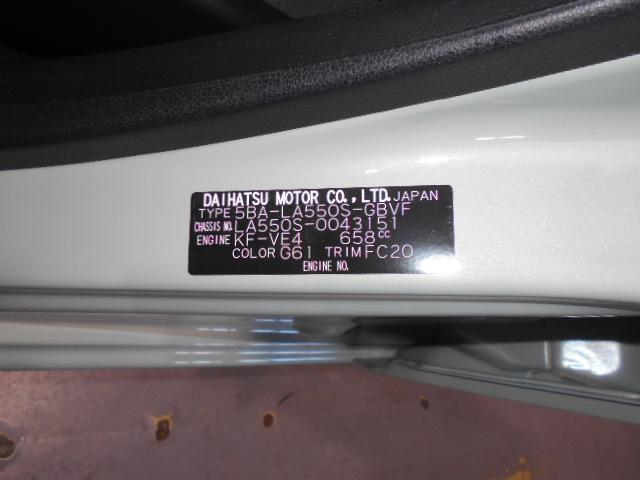 DAIHATSU MOTOR CO., LTD. JAPAN
TYPE 5BA-LA550S-GBVF
CHASSIS NO. LA550S-0043151
ENGINE KF-VE4 658cc
COLOR G61 TRIM FC20
ENGINE NO.